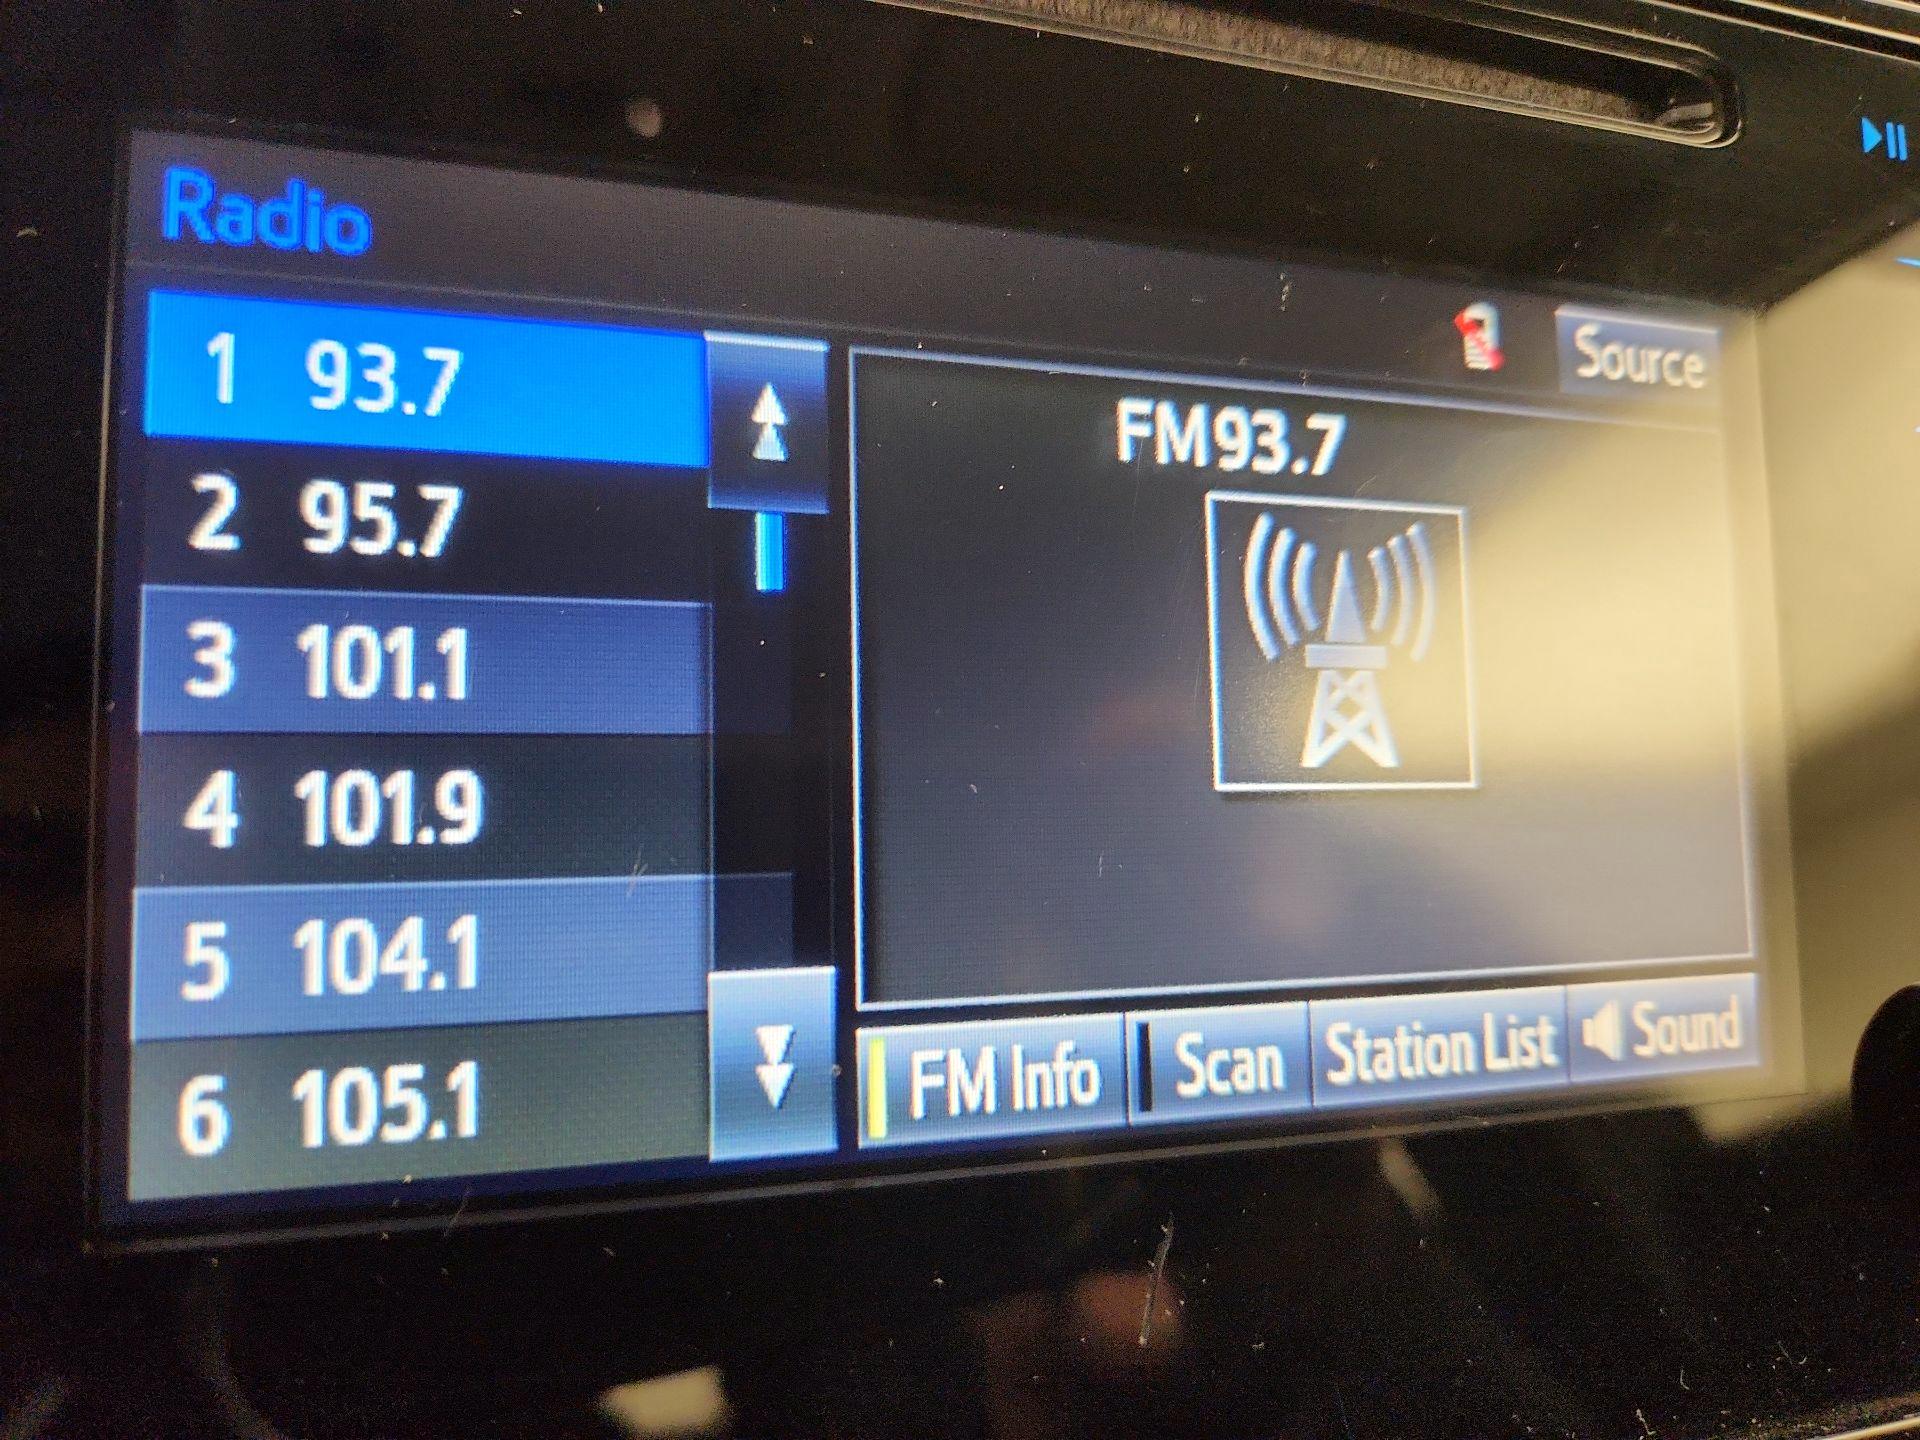 Radio
Source
1 93.7
2 95.7
3 101.1
4 101.9
5 104.1
6 105.1
FM93.7
FM Info
Scan
Station List
Sound